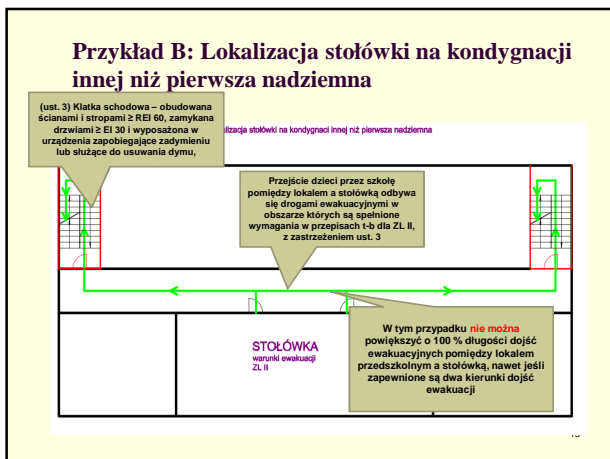 Przykład B: Lokalizacja stołówki na kondygnacji
innej niż pierwsza nadziemna
(ust. 3) Klatka schodowa – obudowana
ścianami i stropami ≥ REI 60, zamykana
drzwiami ≥ EI 30 i wyposażona w
urządzenia zapobiegające zadymieniu
lub służące do usuwania dymu,
stołówki na kondygnaci innej niż pierwsza nadziemna
Przejście dzieci przez szkołę
pomiędzy lokalem a stołówką odbywa
się drogami ewakuacyjnymi w
obszarze których są spełnione
wymagania w przepisach t-b dla ZL II,
z zastrzeżeniem ust. 3
STOŁÓWKA
warunki ewakuacji
ZL II
W tym przypadku nie można
powiększyć o 100 % długości dojść
ewakuacyjnych pomiędzy lokalem
przedszkolnym a stołówką, nawet jeśli
zapewnione są dwa kierunki dojść
ewakuacji